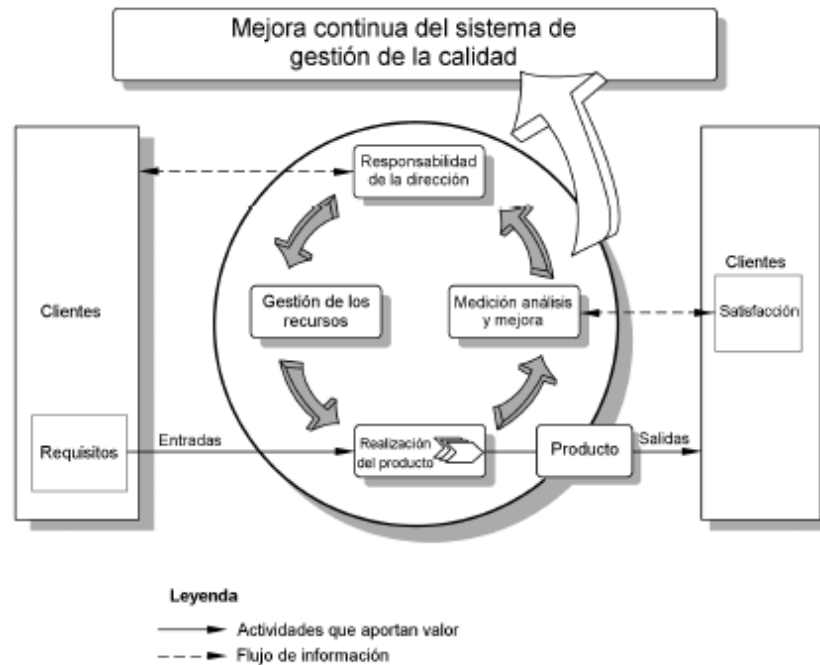 Mejora continua del sistema de
gestión de la calidad
Responsabilidad
de la dirección
Clientes
Gestión de los
recursos
Medición análisis
y mejora
Clientes
Satisfacción
Requisitos
Entradas
Realización
del producto
Producto
Salidas
Leyenda
Actividades que aportan valor
Flujo de información